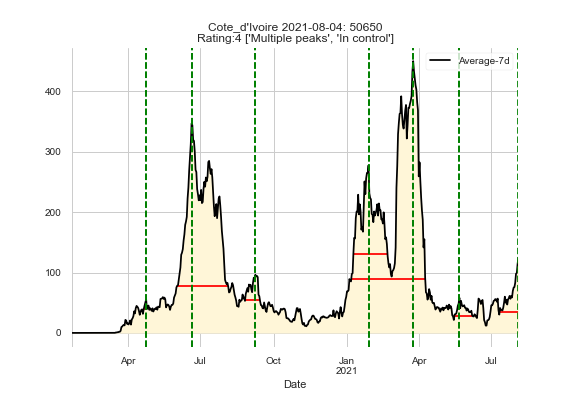 Cote_d'Ivoire 2021-08-04: 50650
Rating:4 ['Multiple peaks', 'In control']
Average-7d
400
300
200
100
0
Apr Jul Oct Jan Apr Jul
2021
Date